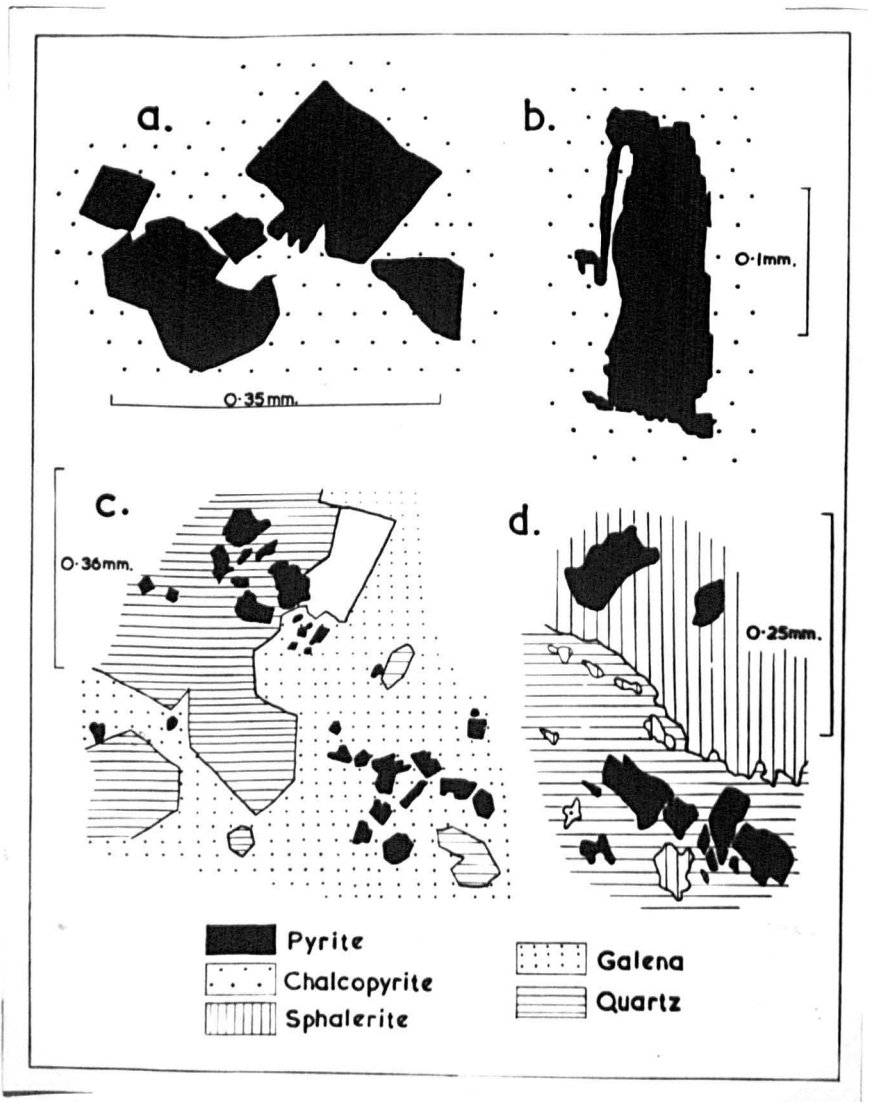 a.
b.
0.1mm.
0.35mm.
c.
0.36mm.
d.
0.25mm.
Pyrite
Chalcopyrite
Sphalerite
Galena
Quartz